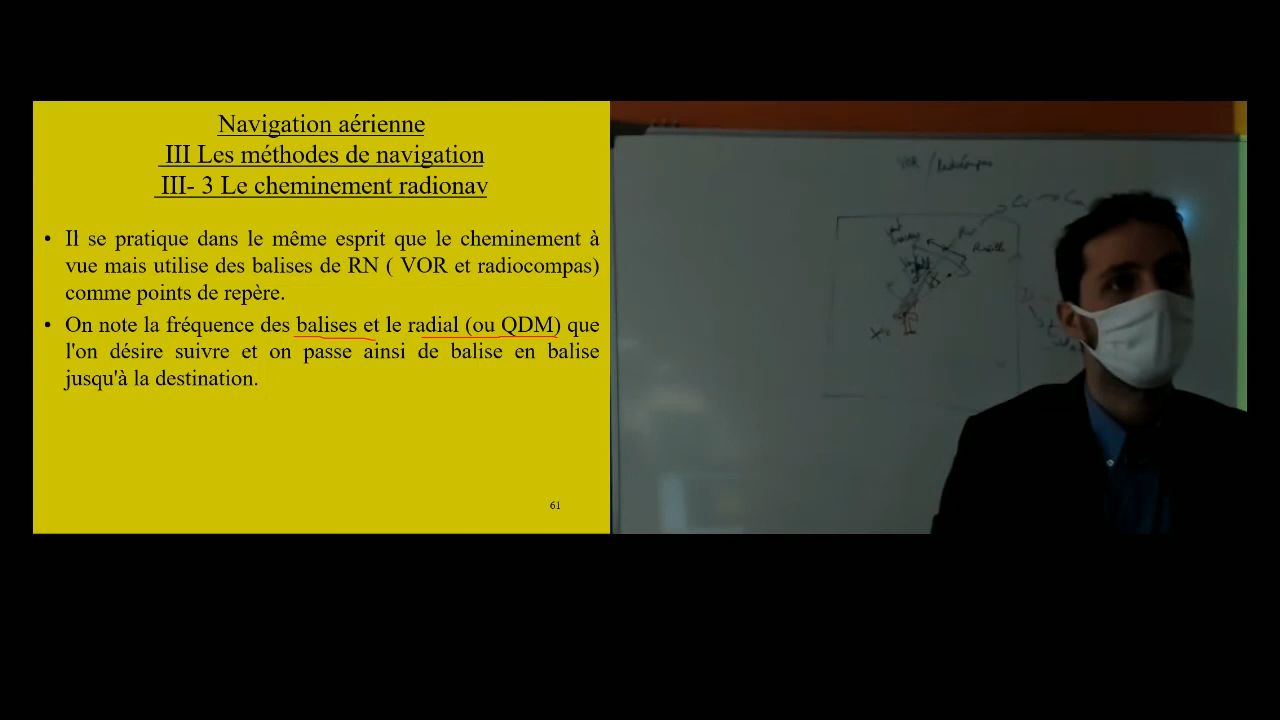 Navigation aérienne
III Les méthodes de navigation
III- 3 Le cheminement radionav
• Il se pratique dans le même esprit que le cheminement à
vue mais utilise des balises de RN ( VOR et radiocompas)
comme points de repère.
• On note la fréquence des balises et le radial (ou QDM) que
l'on désire suivre et on passe ainsi de balise en balise
jusqu'à la destination.
61
VOR / Radiocompas